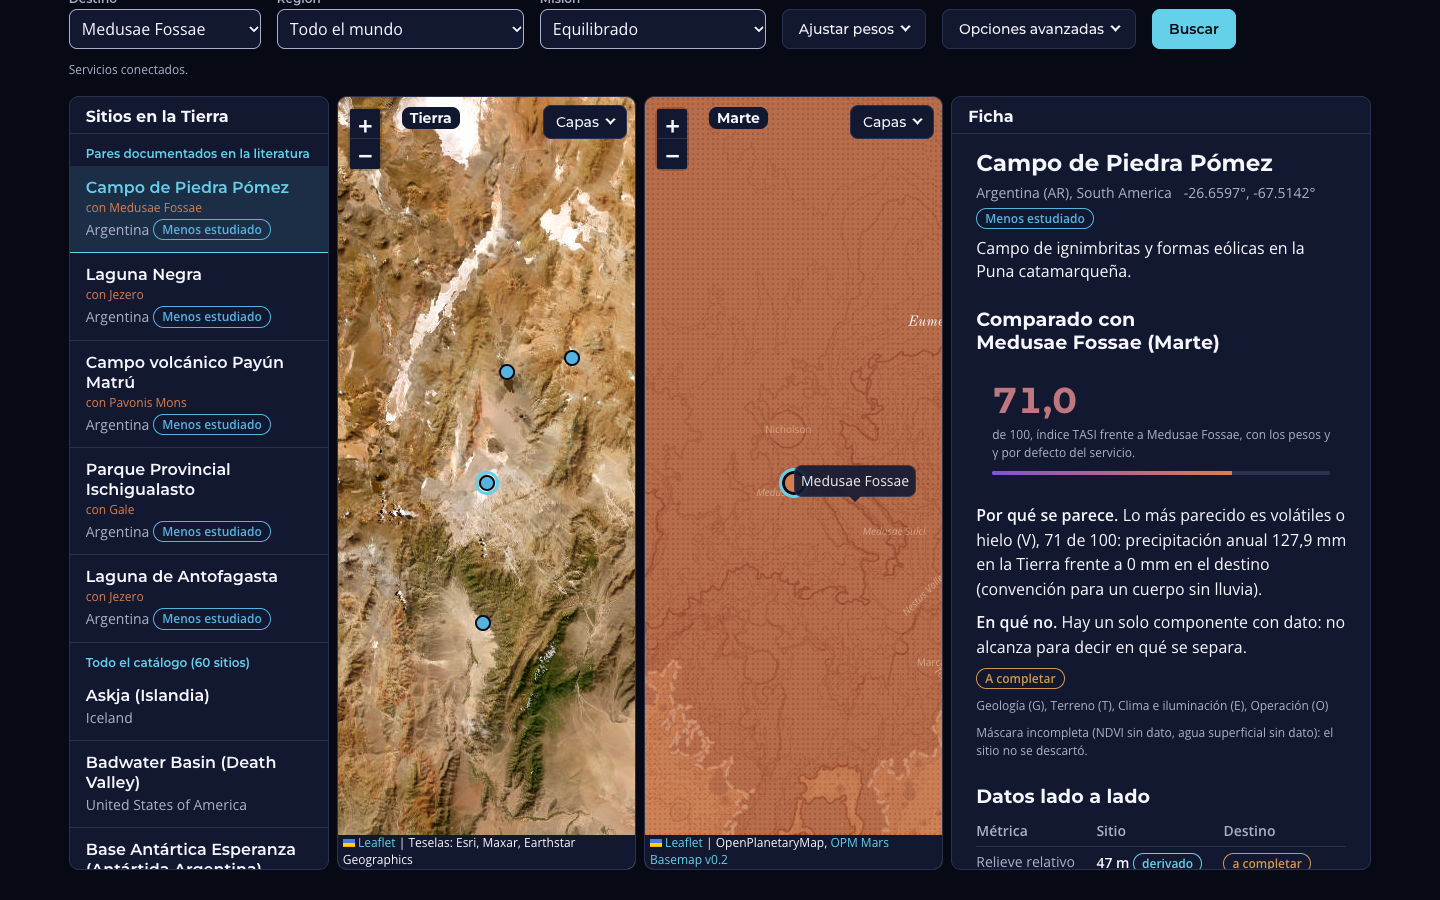 Destino
Región
Misión
Medusae Fossae
Todo el mundo
Equilibrado
Ajustar pesos
Opciones avanzadas
Buscar
Servicios conectados.
Sitios en la Tierra
Pares documentados en la literatura
Campo de Piedra Pómez
con Medusae Fossae
Argentina Menos estudiado
Laguna Negra
con Jezero
Argentina Menos estudiado
Campo volcánico Payún
Matrú
con Pavonis Mons
Argentina Menos estudiado
Parque Provincial
Ischigualasto
con Gale
Argentina Menos estudiado
Laguna de Antofagasta
con Jezero
Argentina Menos estudiado
Todo el catálogo (60 sitios)
Askja (Islandia)
Iceland
Badwater Basin (Death
Valley)
United States of America
Base Antártica Esperanza
(Antártida Argentina)
+
−
Tierra
Capas
Leaflet | Teselas: Esri, Maxar, Earthstar
Geographics
+
−
Marte
Capas
Eume
Nicholson
Medusae Fossae
Medusae Sulci
Leaflet | OpenPlanetaryMap, OPM Mars
Basemap v0.2
Ficha
Campo de Piedra Pómez
Argentina (AR), South America -26.6597°, -67.5142°
Menos estudiado
Campo de ignimbritas y formas eólicas en la
Puna catamarqueña.
Comparado con
Medusae Fossae (Marte)
71,0
de 100, índice TASI frente a Medusae Fossae, con los pesos y
y por defecto del servicio.
Por qué se parece. Lo más parecido es volátiles o
hielo (V), 71 de 100: precipitación anual 127,9 mm
en la Tierra frente a 0 mm en el destino
(convención para un cuerpo sin lluvia).
En qué no. Hay un solo componente con dato: no
alcanza para decir en qué se separa.
A completar
Geología (G), Terreno (T), Clima e iluminación (E), Operación (O)
Máscara incompleta (NDVI sin dato, agua superficial sin dato): el
sitio no se descartó.
Datos lado a lado
Métrica Sitio Destino
Relieve relativo 47 m derivado a completar